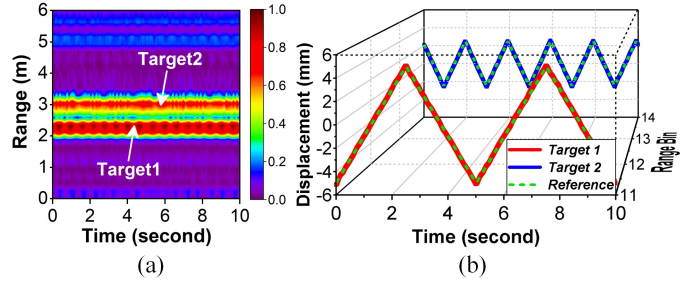 6
5
4
3
2
1
0
Range (m)
Target2
Target1
0 2 4 6 8 10
Time (second)
1.0
0.8
0.6
0.4
0.2
0.0
(a)
6
4
2
0
-2
-4
-6
Displacement (mm)
0 2 4 6 8 10
Time (second)
14
13
12
11
Range Bin
Target 1
Target 2
Reference
(b)